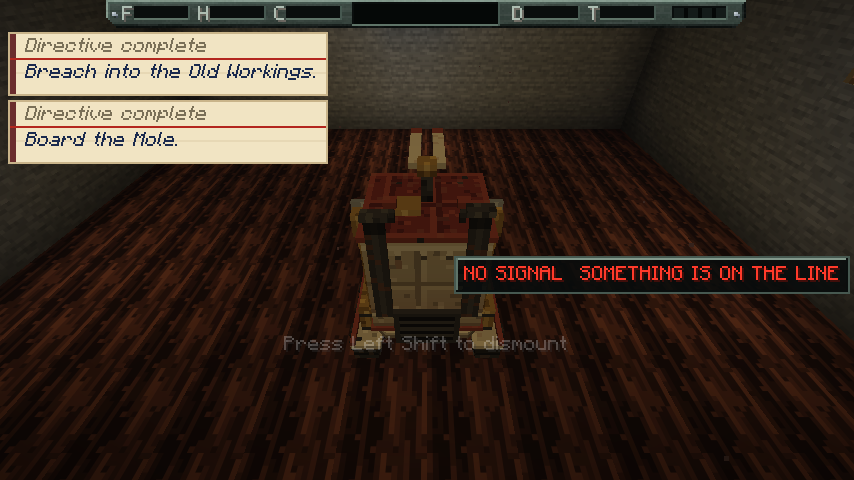 F H C D T
Directive complete
Breach into the Old Workings.
Directive complete
Board the Mole.
NO SIGNAL SOMETHING IS ON THE LINE
Press Left Shift to dismount